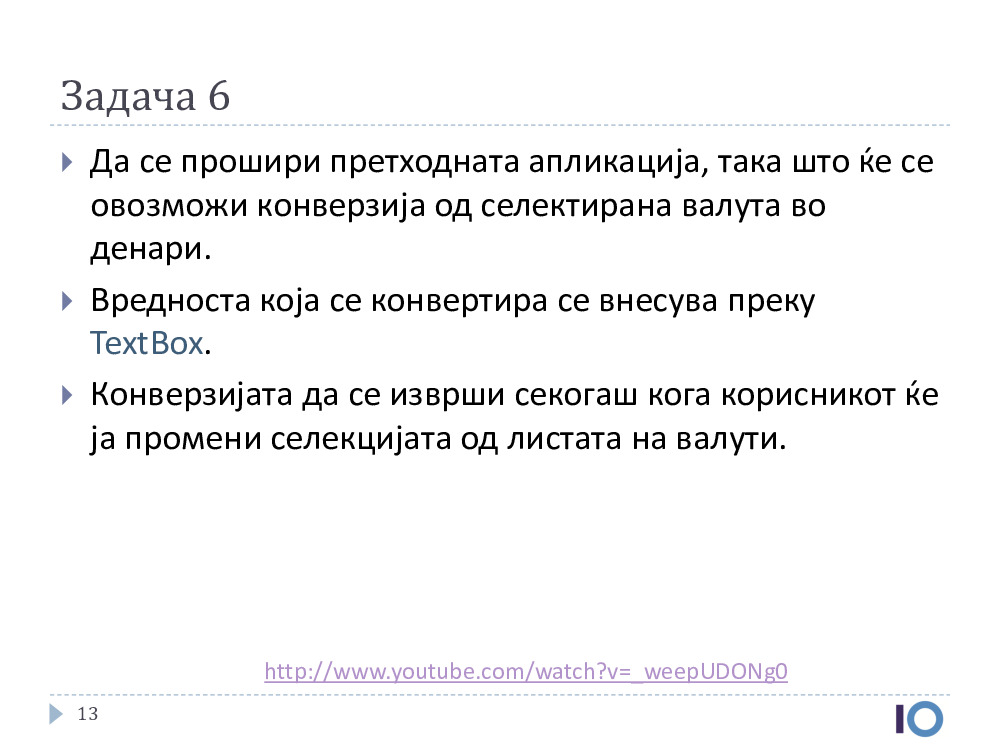 Задача 6
Да се прошири претходната апликација, така што ќе се
овозможи конверзија од селектирана валута во
денари.
Вредноста која се конвертира се внесува преку
TextBox.
Конверзијата да се изврши секогаш кога корисникот ќе
ја промени селекцијата од листата на валути.
http://www.youtube.com/watch?v=_weepUDONg0
13
IO